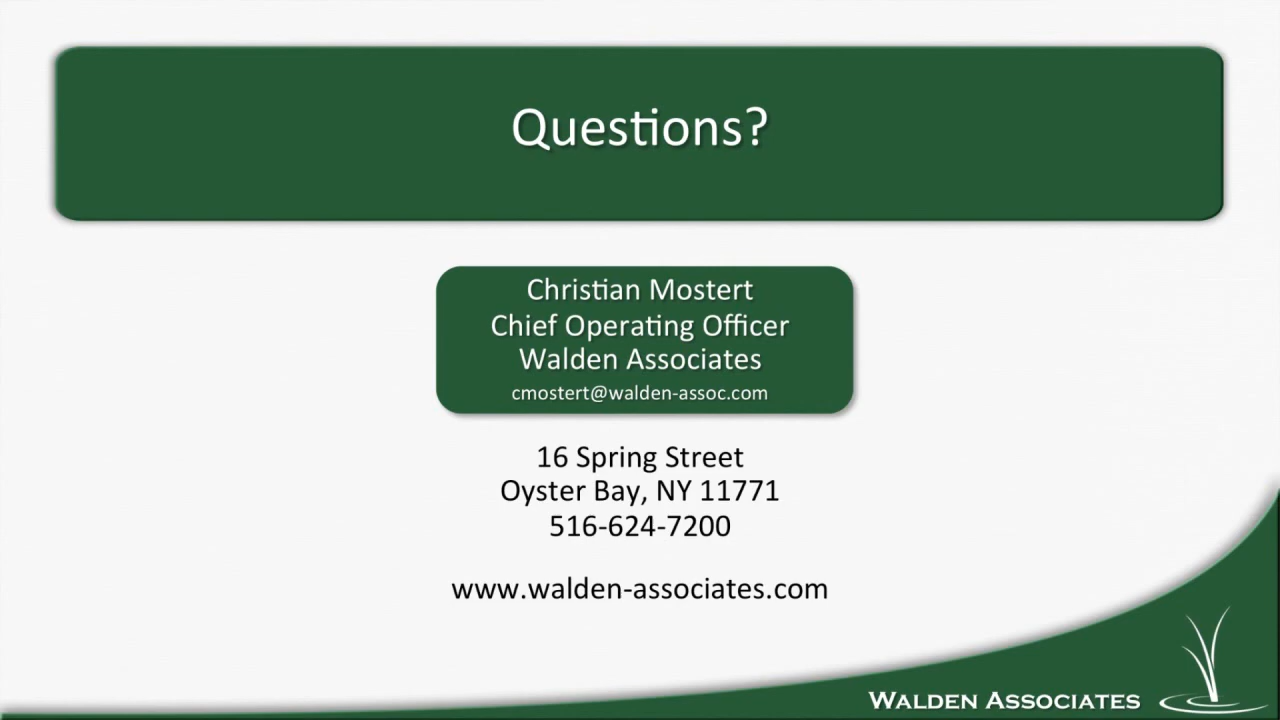 Questions?
Christian Mostert
Chief Operating Officer
Walden Associates
cmostert@walden-assoc.com
16 Spring Street
Oyster Bay, NY 11771
516-624-7200
www.walden-associates.com
WALDEN ASSOCIATES